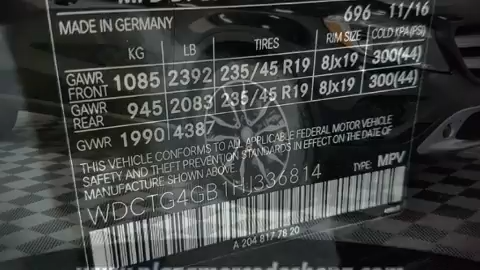 696 - 11/16
MADE IN GERMANY
KG LB TIRES RIM SIZE COLD KPA (PSI)
GAWR FRONT 1085 2392 235/45 R19 8Jx19 300(44)
GAWR REAR 945 2083 235/45 R19 8Jx19 300(44)
GVWR 1990 4387
THIS VEHICLE CONFORMS TO ALL APPLICABLE FEDERAL MOTOR VEHICLE
SAFETY AND THEFT PREVENTION STANDARDS IN EFFECT ON THE DATE OF
MANUFACTURE SHOWN ABOVE.
TYPE: MPV
WDCTG4GB1HJ336814
A 204 817 78 20